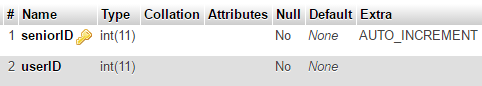 # Name Type Collation Attributes Null Default Extra
1 seniorID int(11) No None AUTO_INCREMENT
2 userID int(11) No None